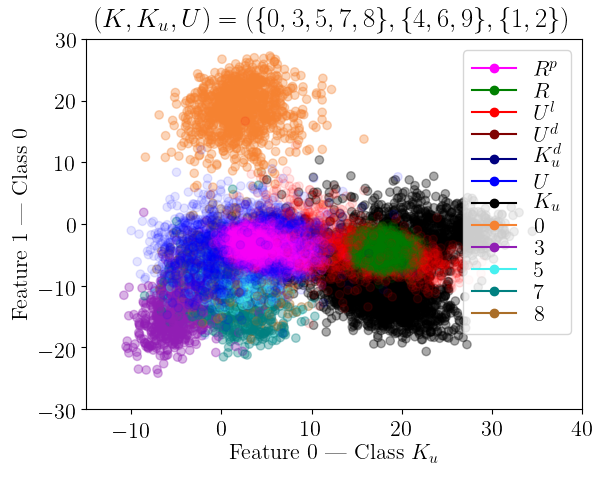 (K, K_u, U) = ({0, 3, 5, 7, 8}, {4, 6, 9}, {1, 2})
30
20
10
0
−10
−20
−30
Feature 1 — Class 0
R^p
R
U^l
U^d
K_u^d
U
K_u
0
3
5
7
8
−10
0
10
20
30
40
Feature 0 — Class K_u